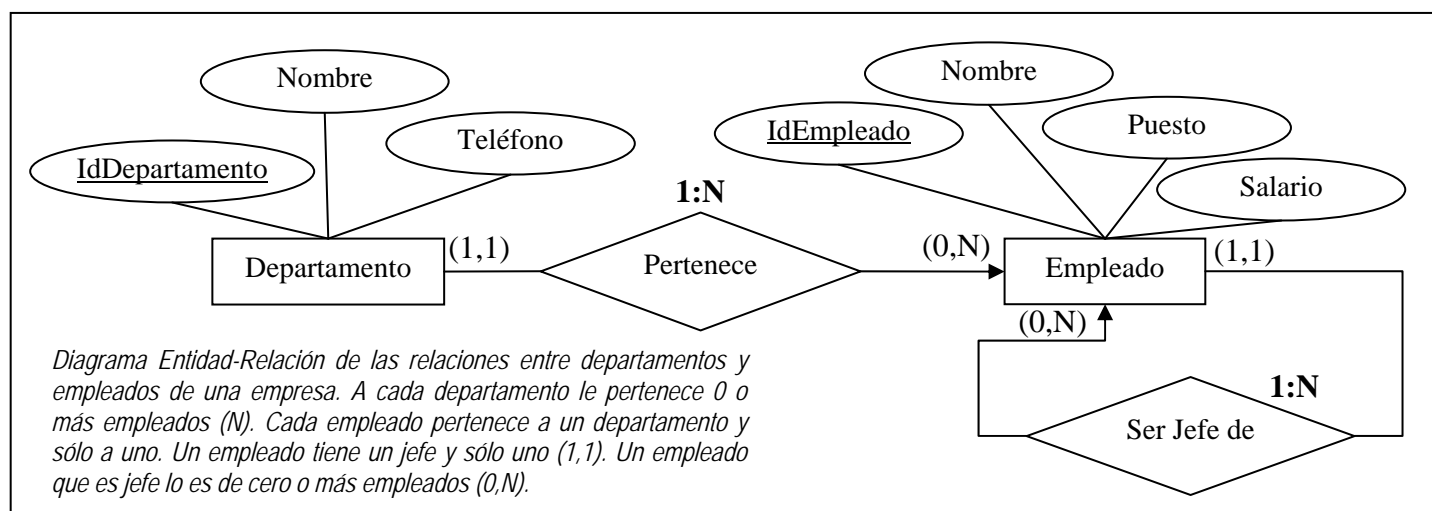 Nombre
Nombre
Teléfono
IdEmpleado
Puesto
IdDepartamento
Salario
1:N
Departamento
(1,1)
Pertenece
(0,N)
Empleado
(1,1)
(0,N)
Diagrama Entidad-Relación de las relaciones entre departamentos y
empleados de una empresa. A cada departamento le pertenece 0 o
más empleados (N). Cada empleado pertenece a un departamento y
sólo a uno. Un empleado tiene un jefe y sólo uno (1,1). Un empleado
que es jefe lo es de cero o más empleados (0,N).
1:N
Ser Jefe de